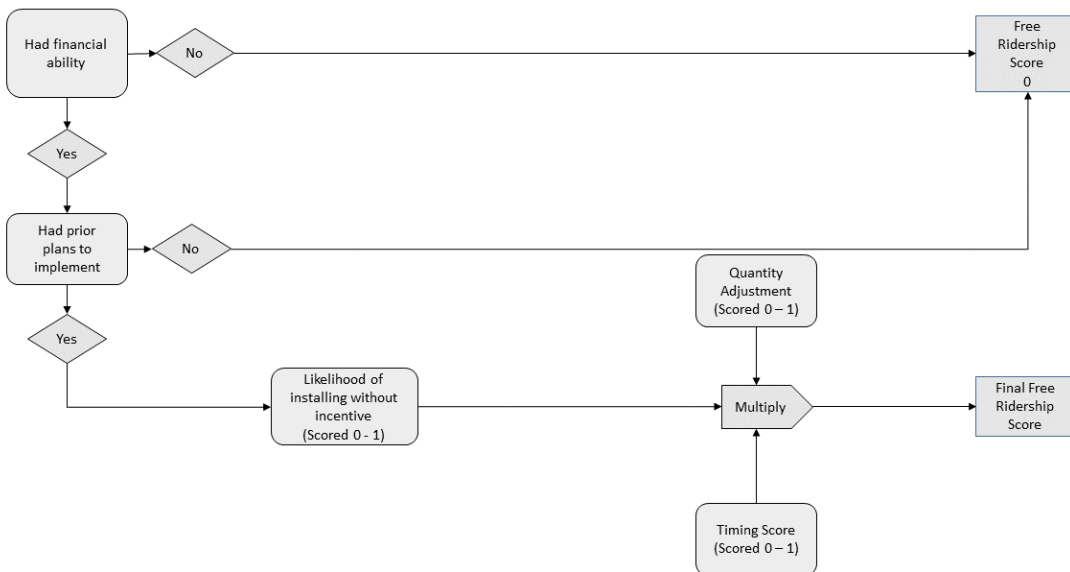 Had financial
ability
No
Free
Ridership
Score
0
Yes
Had prior
plans to
implement
No
Quantity
Adjustment
(Scored 0 – 1)
Yes
Likelihood of
installing without
incentive
(Scored 0 - 1)
Multiply
Final Free
Ridership
Score
Timing Score
(Scored 0 – 1)